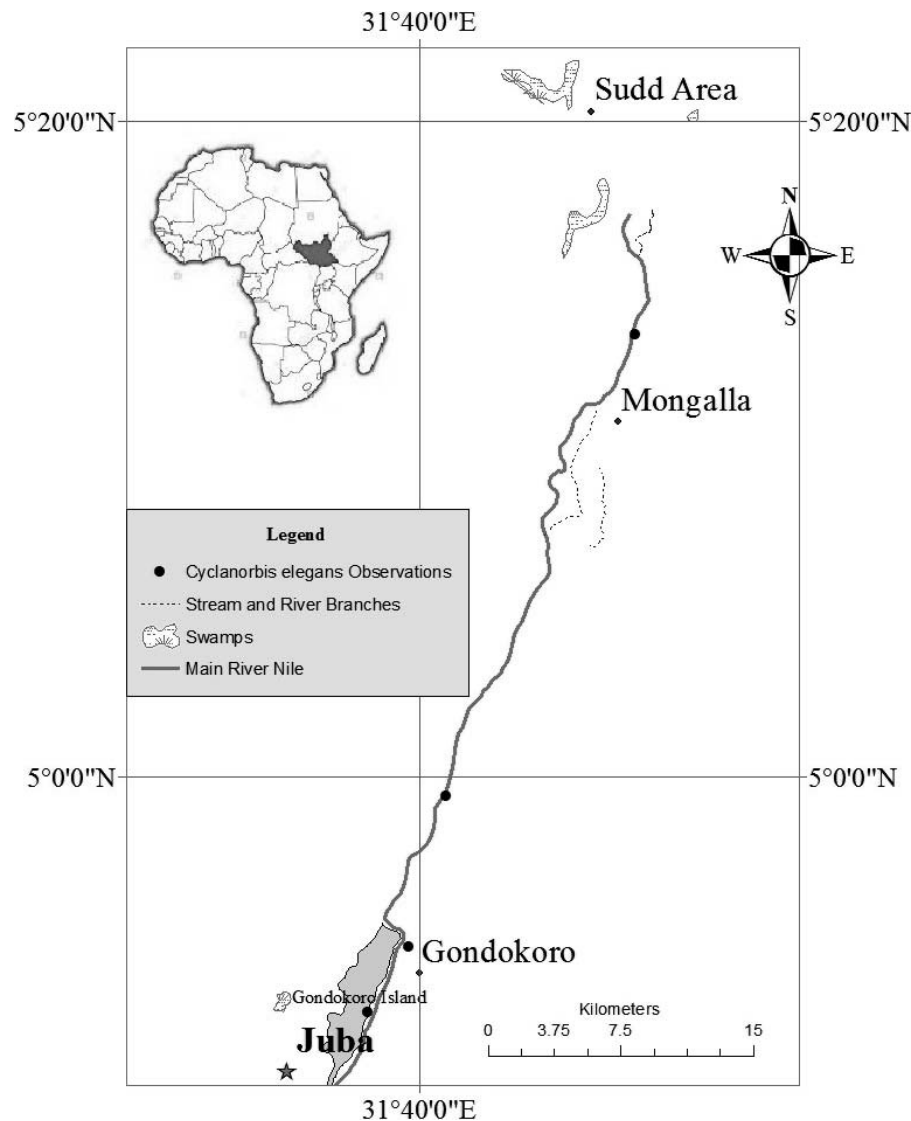 31°40'0"E
Sudd Area
5°20'0"N
5°20'0"N
N
W
E
S
Mongalla
Legend
Cyclanorbis elegans Observations
Stream and River Branches
Swamps
Main River Nile
5°0'0"N
5°0'0"N
Gondokoro
Gondokoro Island
Juba
Kilometers
0 3.75 7.5 15
31°40'0"E